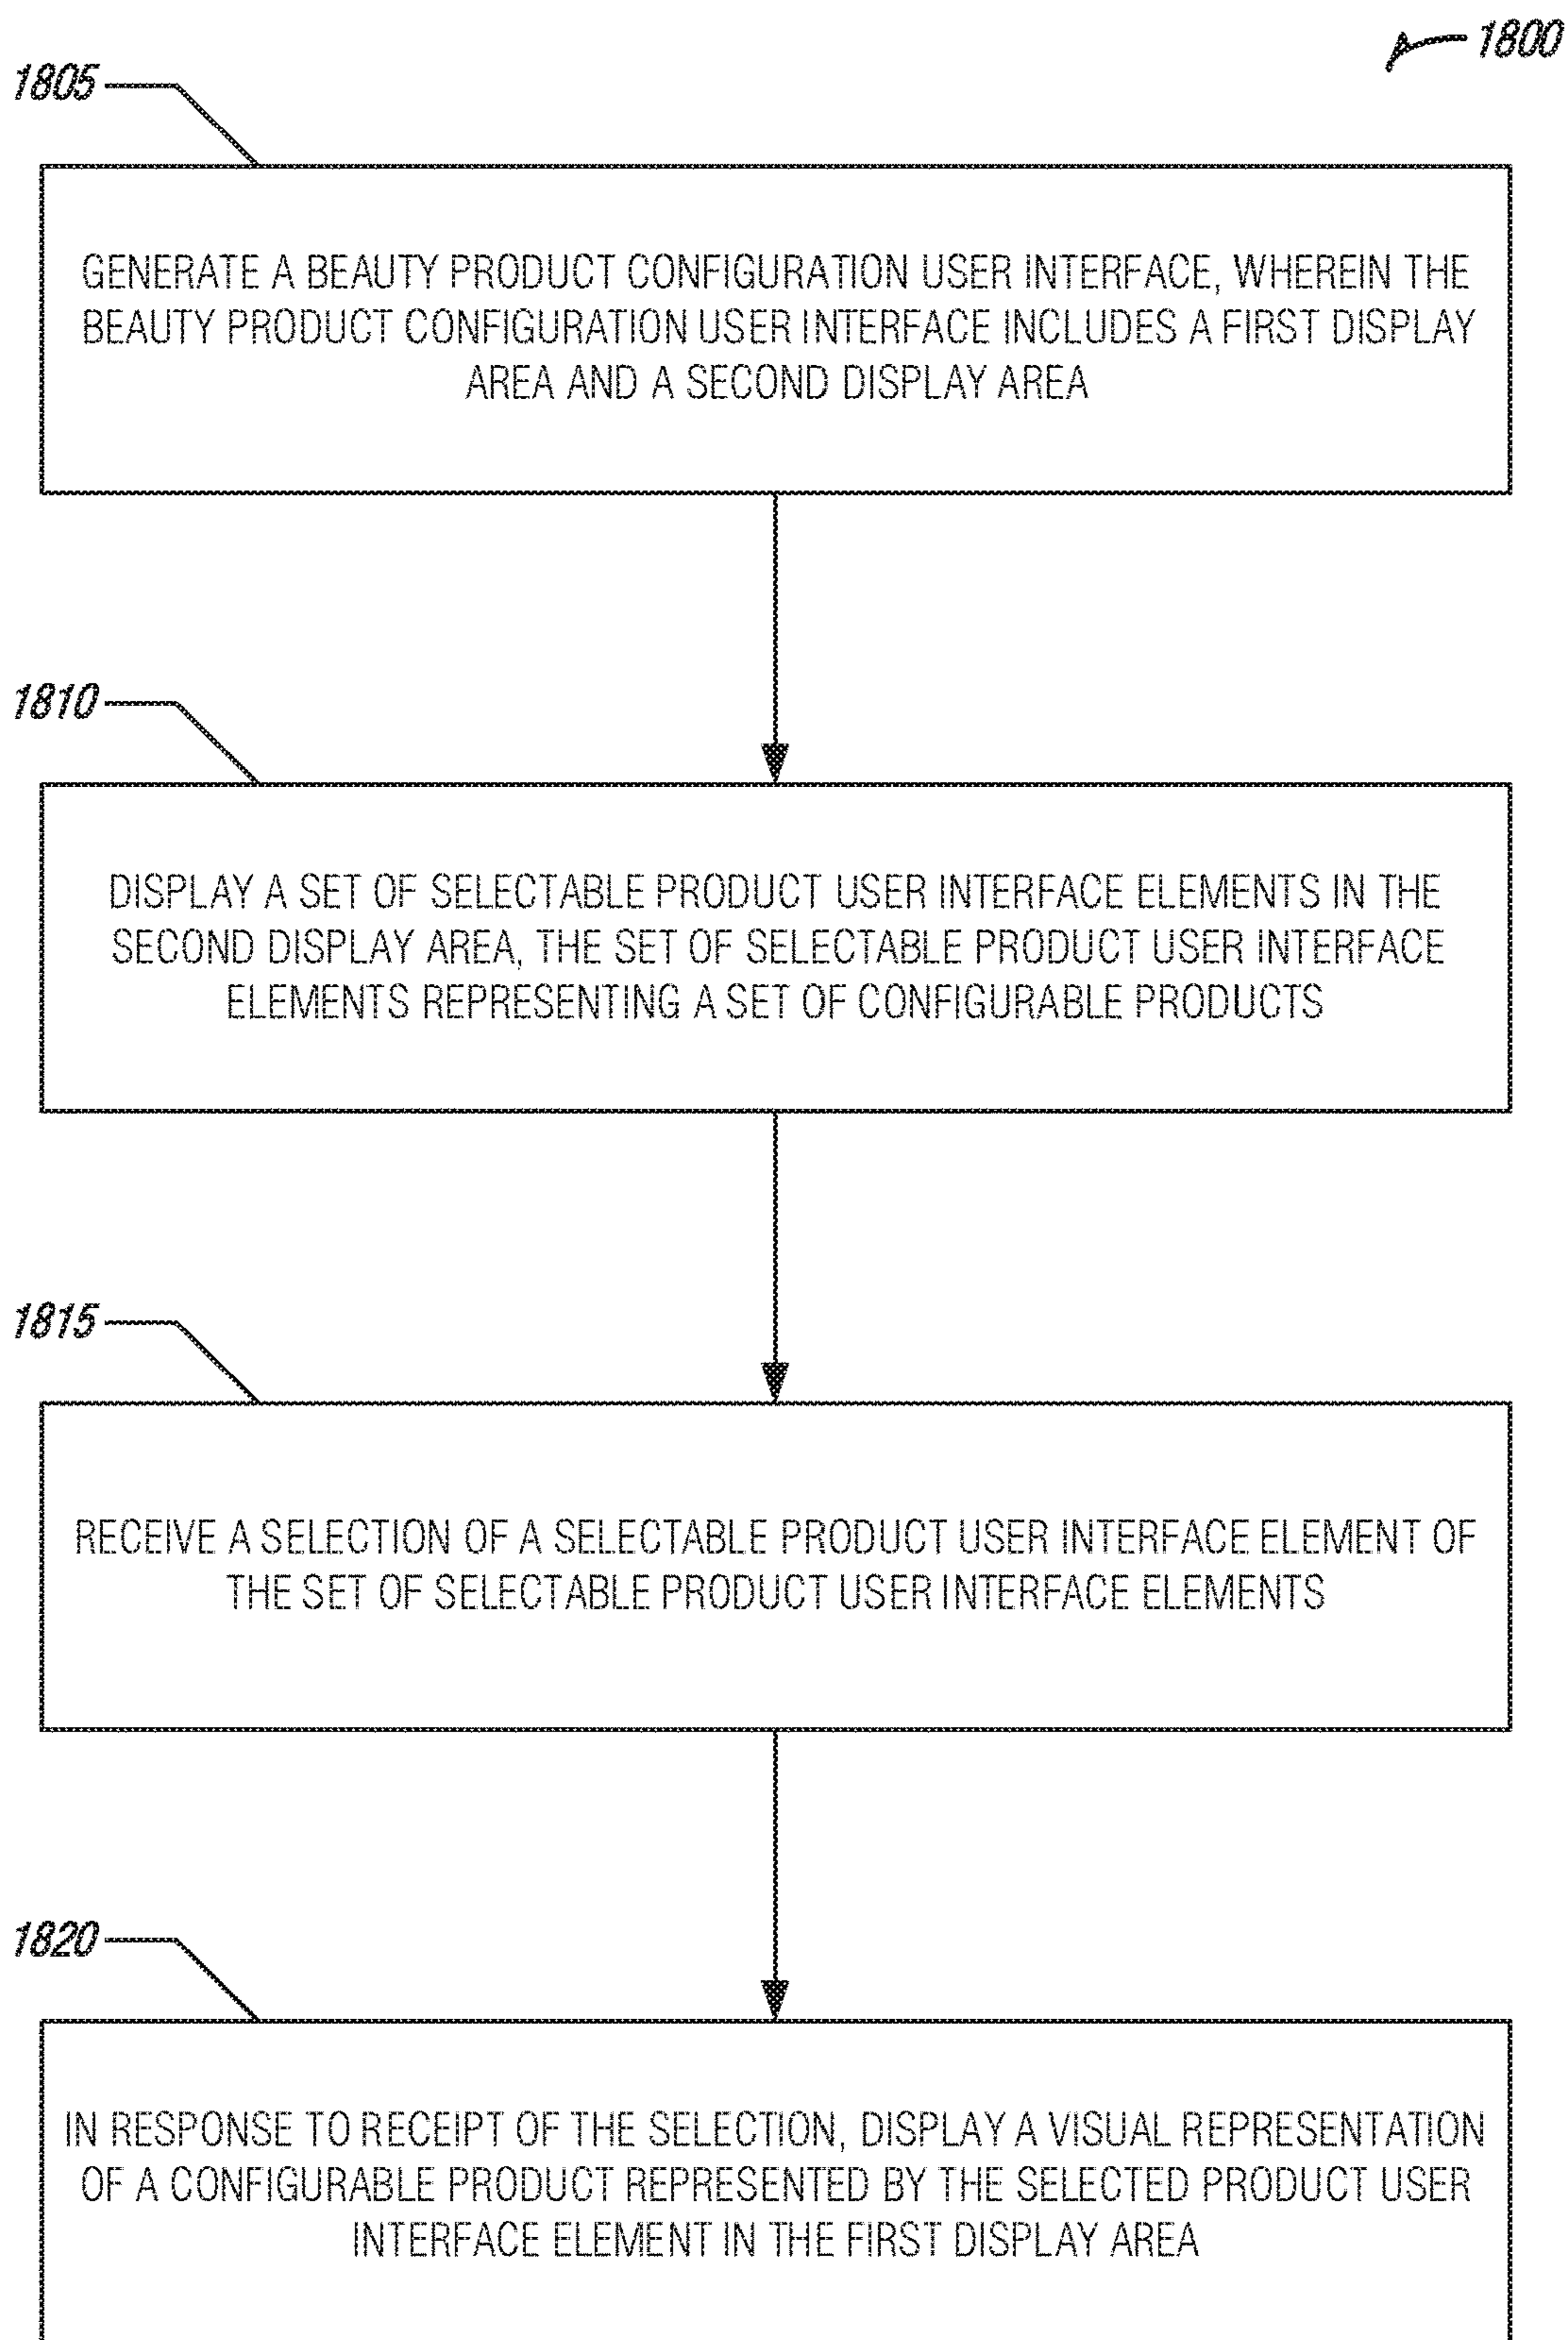 1800
1805
GENERATE A BEAUTY PRODUCT CONFIGURATION USER INTERFACE, WHEREIN THE
BEAUTY PRODUCT CONFIGURATION USER INTERFACE INCLUDES A FIRST DISPLAY
AREA AND A SECOND DISPLAY AREA
1810
DISPLAY A SET OF SELECTABLE PRODUCT USER INTERFACE ELEMENTS IN THE
SECOND DISPLAY AREA, THE SET OF SELECTABLE PRODUCT USER INTERFACE
ELEMENTS REPRESENTING A SET OF CONFIGURABLE PRODUCTS
1815
RECEIVE A SELECTION OF A SELECTABLE PRODUCT USER INTERFACE ELEMENT OF
THE SET OF SELECTABLE PRODUCT USER INTERFACE ELEMENTS
1820
IN RESPONSE TO RECEIPT OF THE SELECTION, DISPLAY A VISUAL REPRESENTATION
OF A CONFIGURABLE PRODUCT REPRESENTED BY THE SELECTED PRODUCT USER
INTERFACE ELEMENT IN THE FIRST DISPLAY AREA